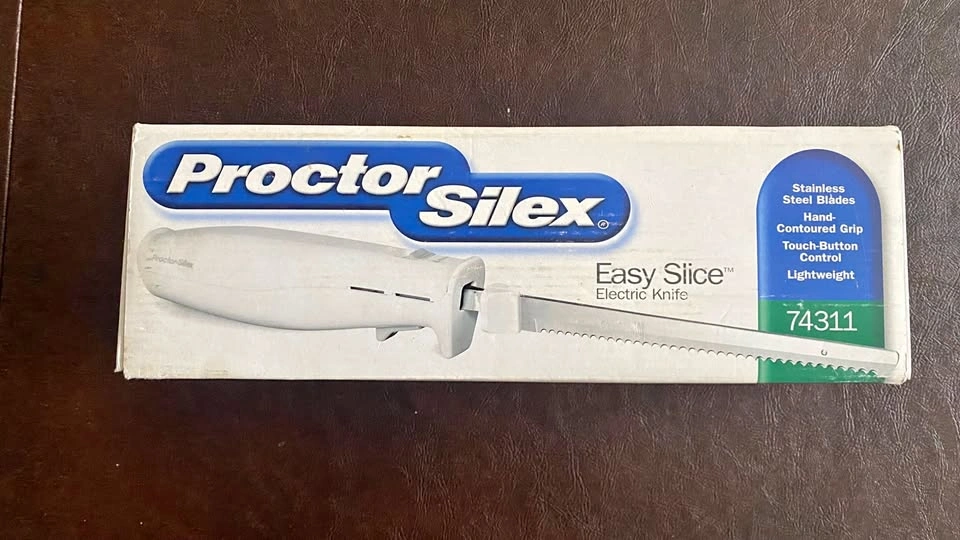 Proctor
Silex®
Proctor-Silex
Easy Slice™
Electric Knife
Stainless
Steel Blades
Hand-
Contoured Grip
Touch-Button
Control
Lightweight
74311